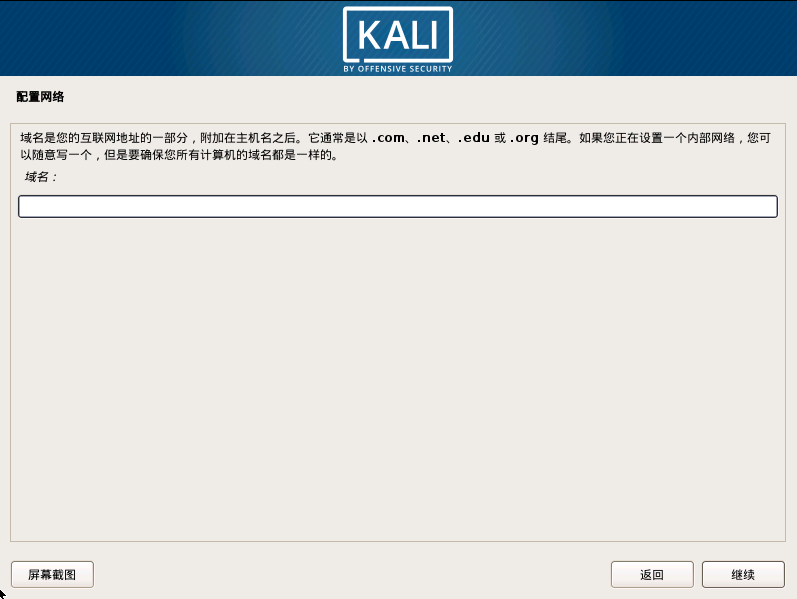 KALI
BY OFFENSIVE SECURITY
配置网络
域名是您的互联网地址的一部分，附加在主机名之后。它通常是以 .com、.net、.edu 或 .org 结尾。如果您正在设置一个内部网络，您可
以随意写一个，但是要确保您所有计算机的域名都是一样的。
域名：
屏幕截图
返回
继续